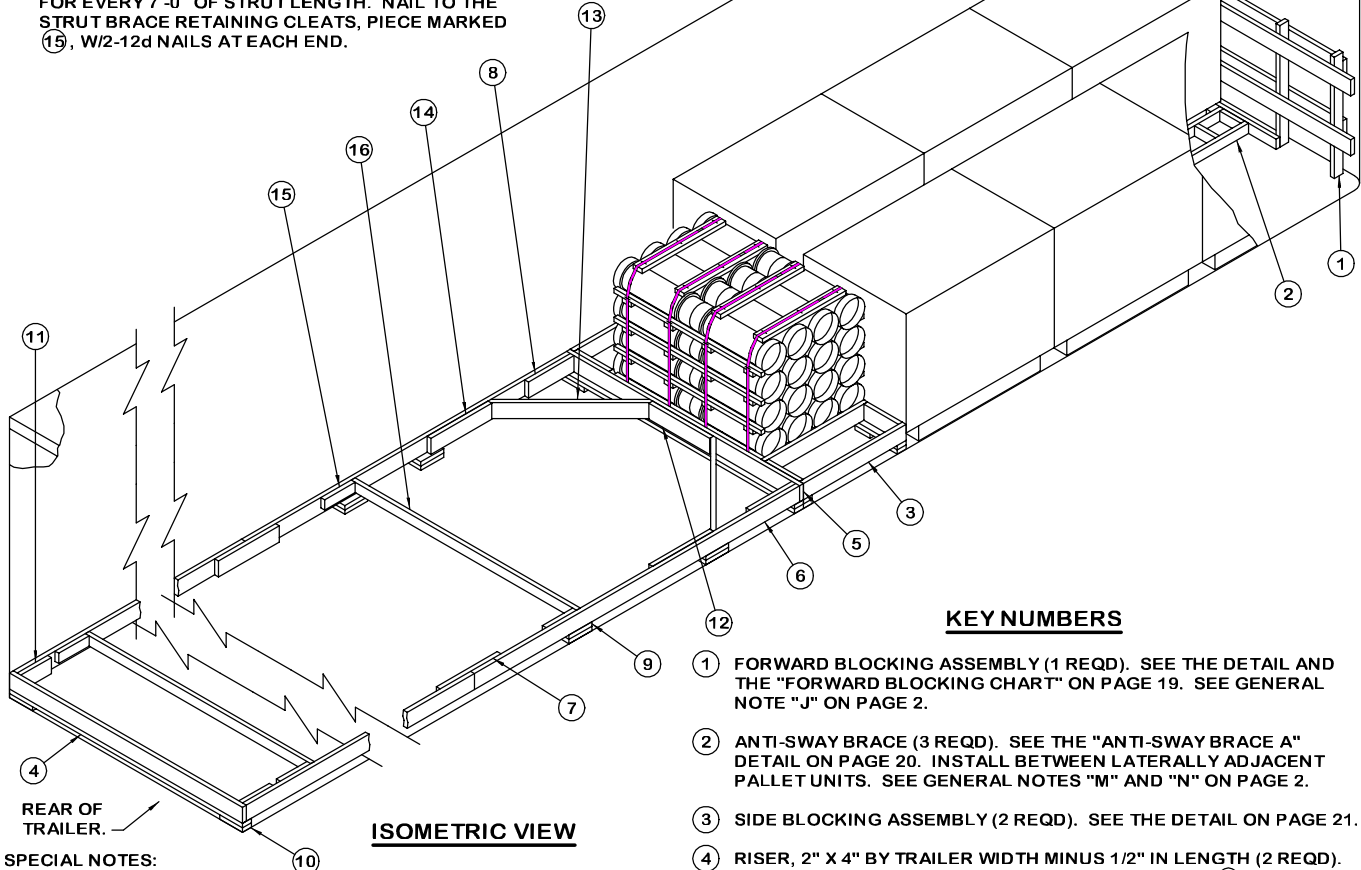 FOR EVERY 7'-0" OF STRUT LENGTH. NAIL TO THE
STRUT BRACE RETAINING CLEATS, PIECE MARKED
15, W/2-12d NAILS AT EACH END.
13
8
14
16
15
11
1
2
3
5
6
12
9
7
4
10
REAR OF
TRAILER.
ISOMETRIC VIEW
SPECIAL NOTES:
KEY NUMBERS
1 FORWARD BLOCKING ASSEMBLY (1 REQD). SEE THE DETAIL AND
THE "FORWARD BLOCKING CHART" ON PAGE 19. SEE GENERAL
NOTE "J" ON PAGE 2.
2 ANTI-SWAY BRACE (3 REQD). SEE THE "ANTI-SWAY BRACE A"
DETAIL ON PAGE 20. INSTALL BETWEEN LATERALLY ADJACENT
PALLET UNITS. SEE GENERAL NOTES "M" AND "N" ON PAGE 2.
3 SIDE BLOCKING ASSEMBLY (2 REQD). SEE THE DETAIL ON PAGE 21.
4 RISER, 2" X 4" BY TRAILER WIDTH MINUS 1/2" IN LENGTH (2 REQD).